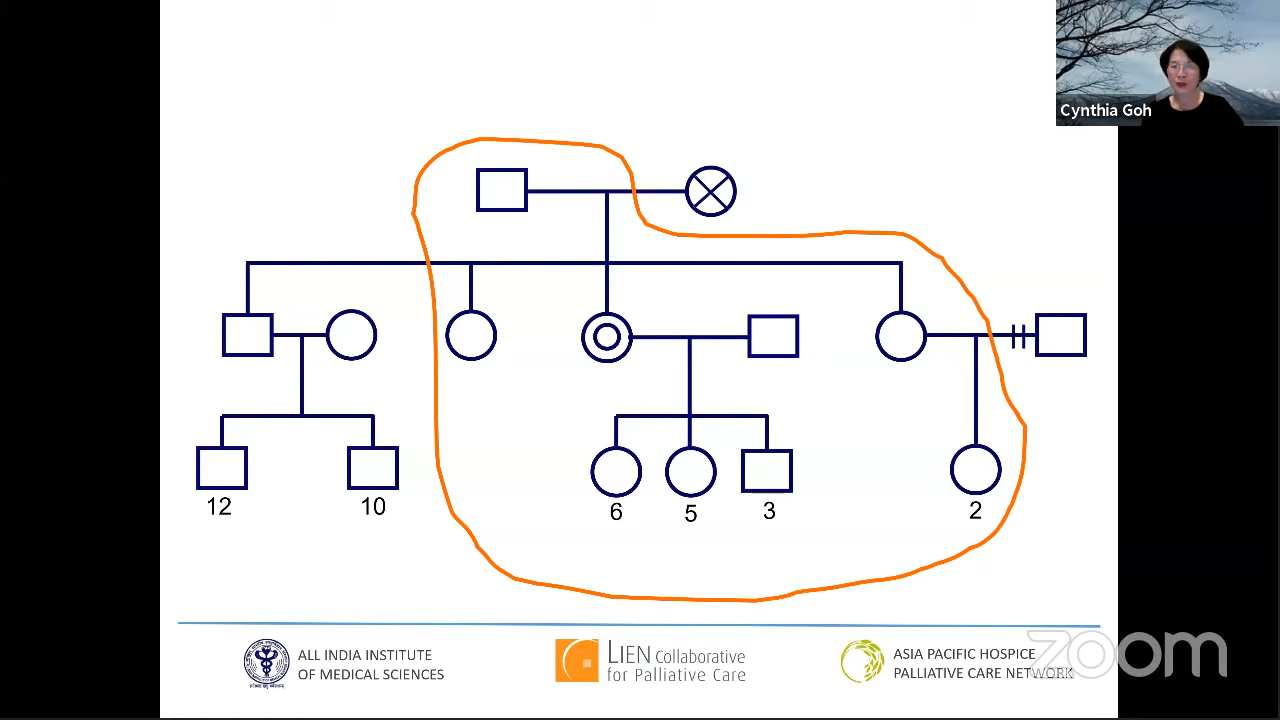 Cynthia Goh
12
10
6
5
3
2
ALL INDIA INSTITUTE
OF MEDICAL SCIENCES
LIEN Collaborative
for Palliative Care
ASIA PACIFIC HOSPICE
PALLIATIVE CARE NETWORK
zoom